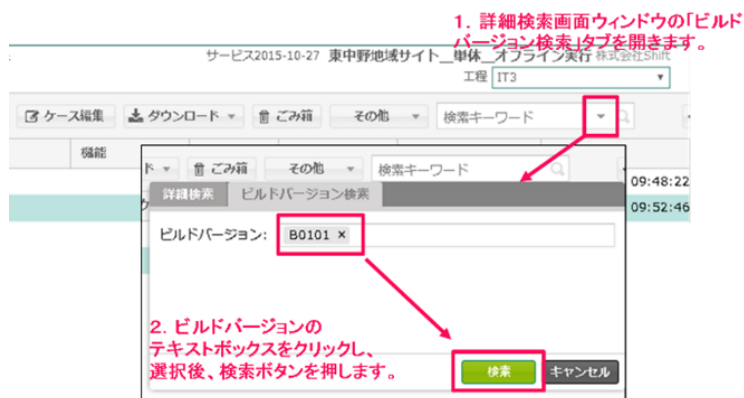 1. 詳細検索画面ウィンドウの「ビルド
バージョン検索」タブを開きます。
サービス2015-10-27 東中野地域サイト__単体__オフライン実行 株式会社Shift
工程 IT3
ケース編集 ダウンロード ごみ箱 その他 検索キーワード
機能
ド ごみ箱 その他 検索キーワード
09:48:22
詳細検索 ビルドバージョン検索
09:52:46
ビルドバージョン: B0101 ×
2. ビルドバージョンの
テキストボックスをクリックし、
選択後、検索ボタンを押します。
検索 キャンセル